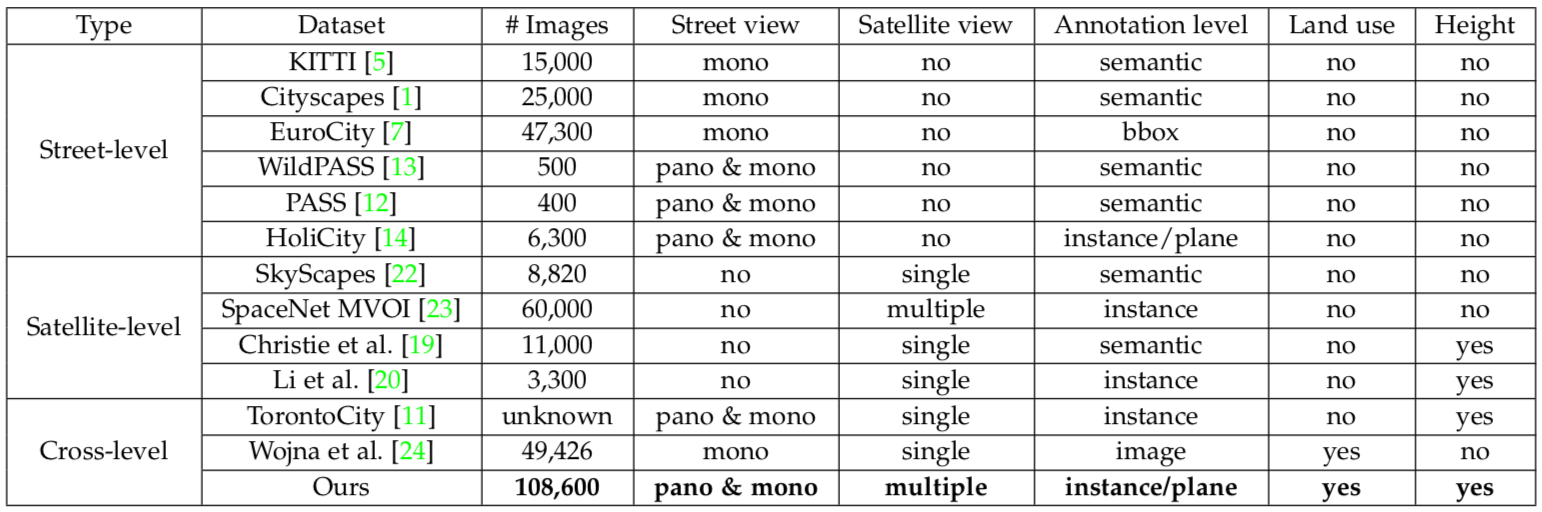 Type Dataset # Images Street view Satellite view Annotation level Land use Height
Street-level
KITTI [5] 15,000 mono no semantic no no
Cityscapes [1] 25,000 mono no semantic no no
EuroCity [7] 47,300 mono no bbox no no
WildPASS [13] 500 pano & mono no semantic no no
PASS [12] 400 pano & mono no semantic no no
HoliCity [14] 6,300 pano & mono no instance/plane no no
Satellite-level
SkyScapes [22] 8,820 no single semantic no no
SpaceNet MVOI [23] 60,000 no multiple instance no no
Christie et al. [19] 11,000 no single semantic no yes
Li et al. [20] 3,300 no single instance no yes
Cross-level
TorontoCity [11] unknown pano & mono single instance no yes
Wojna et al. [24] 49,426 mono single image yes no
Ours 108,600 pano & mono multiple instance/plane yes yes